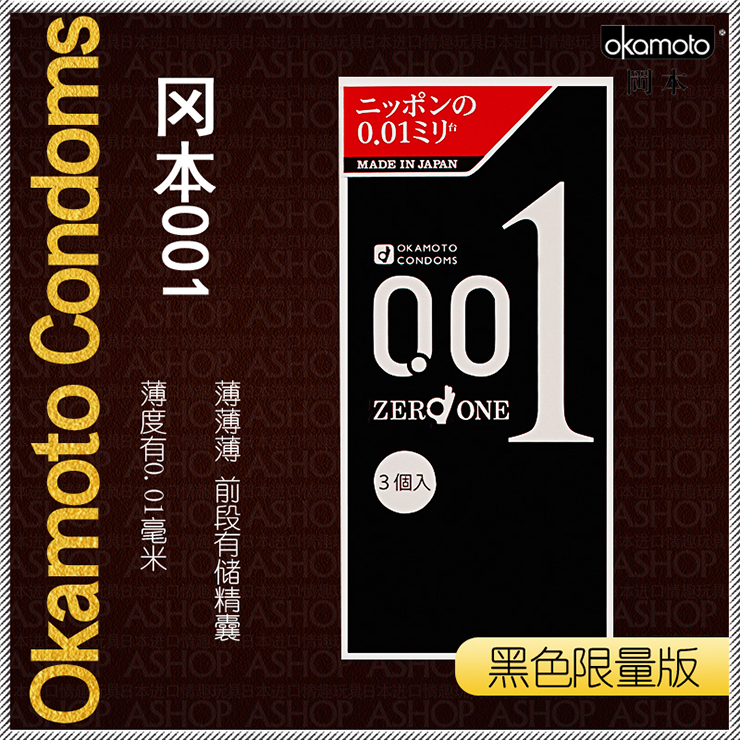 okamoto
岡本
Okamoto Condoms
冈本001
薄薄薄 前段有储精囊
薄度有0.01毫米
ニッポンの
0.01ミリ台
MADE IN JAPAN
OKAMOTO
CONDOMS
0.01
ZERO ONE
3個入
黑色限量版
ASHOP